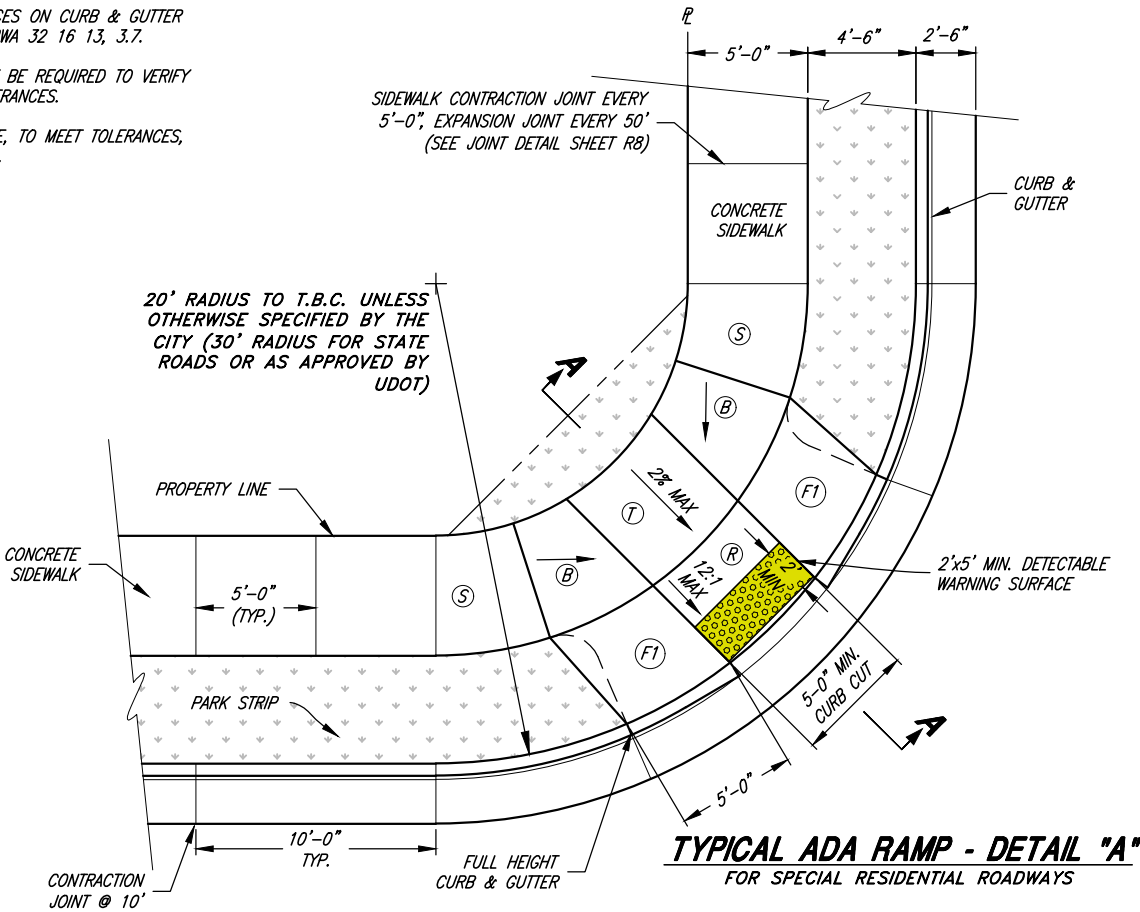 CES ON CURB & GUTTER
WA 32 16 13, 3.7.
BE REQUIRED TO VERIFY
RANCES.
E, TO MEET TOLERANCES,
PL
5'-0"
4'-6"
2'-6"
SIDEWALK CONTRACTION JOINT EVERY
5'-0", EXPANSION JOINT EVERY 50'
(SEE JOINT DETAIL SHEET R8)
CURB &
GUTTER
CONCRETE
SIDEWALK
20' RADIUS TO T.B.C. UNLESS
OTHERWISE SPECIFIED BY THE
CITY (30' RADIUS FOR STATE
ROADS OR AS APPROVED BY
UDOT)
S
A
B
PROPERTY LINE
2% MAX
F1
T
CONCRETE
SIDEWALK
R
2'
MIN.
12:1
MAX
2'x5' MIN. DETECTABLE
WARNING SURFACE
B
5'-0"
(TYP.)
S
F1
5-0" MIN.
CURB CUT
PARK STRIP
A
5'-0"
10'-0"
TYP.
FULL HEIGHT
CURB & GUTTER
CONTRACTION
JOINT @ 10'
TYPICAL ADA RAMP - DETAIL "A"
FOR SPECIAL RESIDENTIAL ROADWAYS